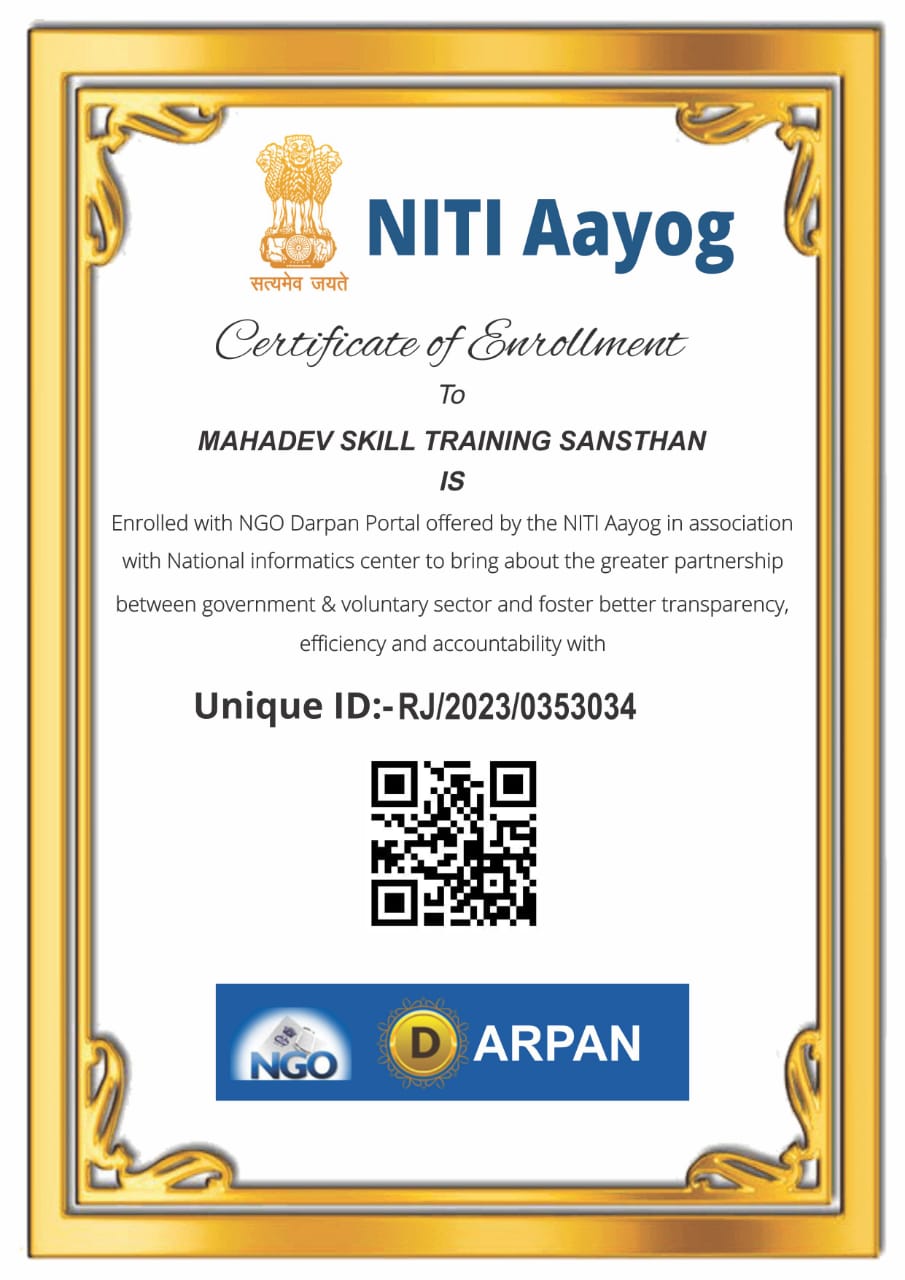 सत्यमेव जयते
NITI Aayog
Certificate of Enrollment
To
MAHADEV SKILL TRAINING SANSTHAN
IS
Enrolled with NGO Darpan Portal offered by the NITI Aayog in association
with National informatics center to bring about the greater partnership
between government & voluntary sector and foster better transparency,
efficiency and accountability with
Unique ID:-RJ/2023/0353034
NGO DARPAN